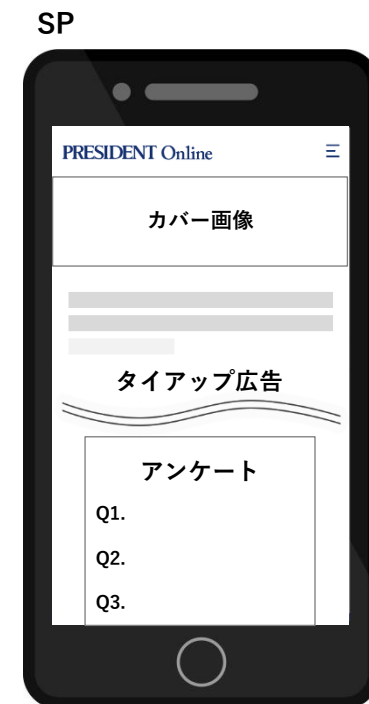 SP
PRESIDENT Online
カバー画像
タイアップ広告
アンケート
Q1.
Q2.
Q3.